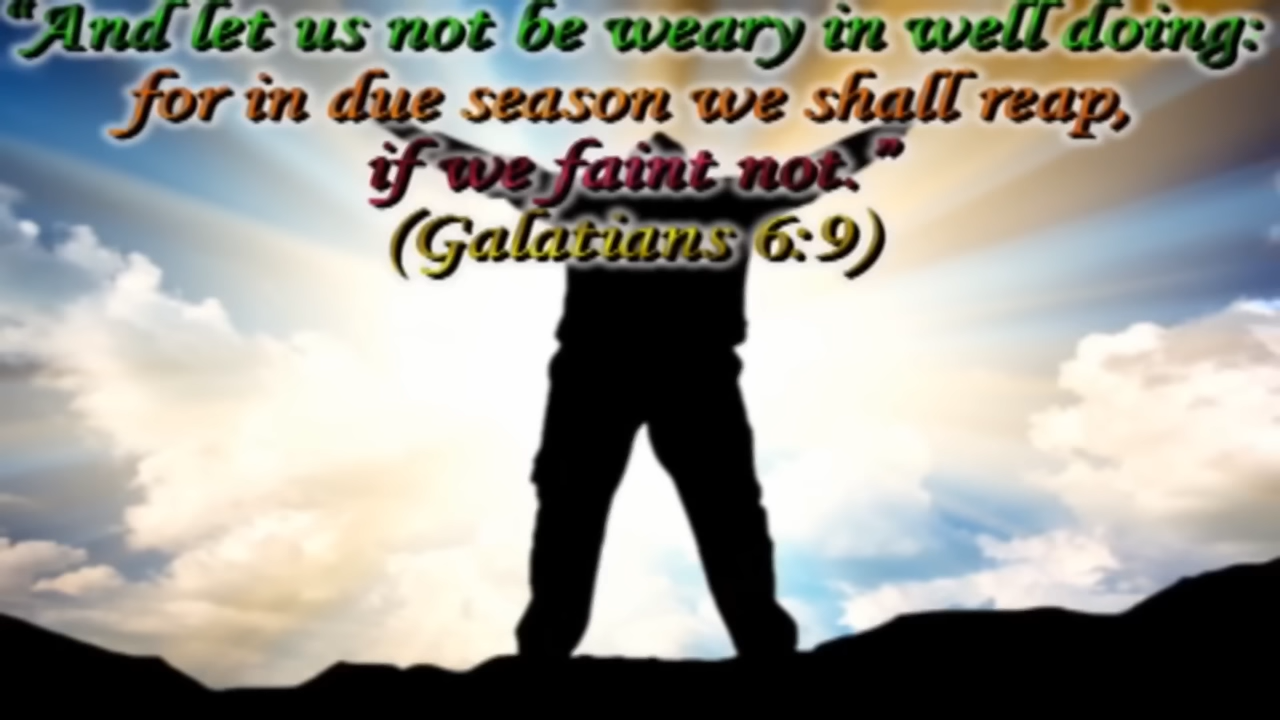 “And let us not be weary in well doing:
for in due season we shall reap,
if we faint not.”
(Galatians 6:9)